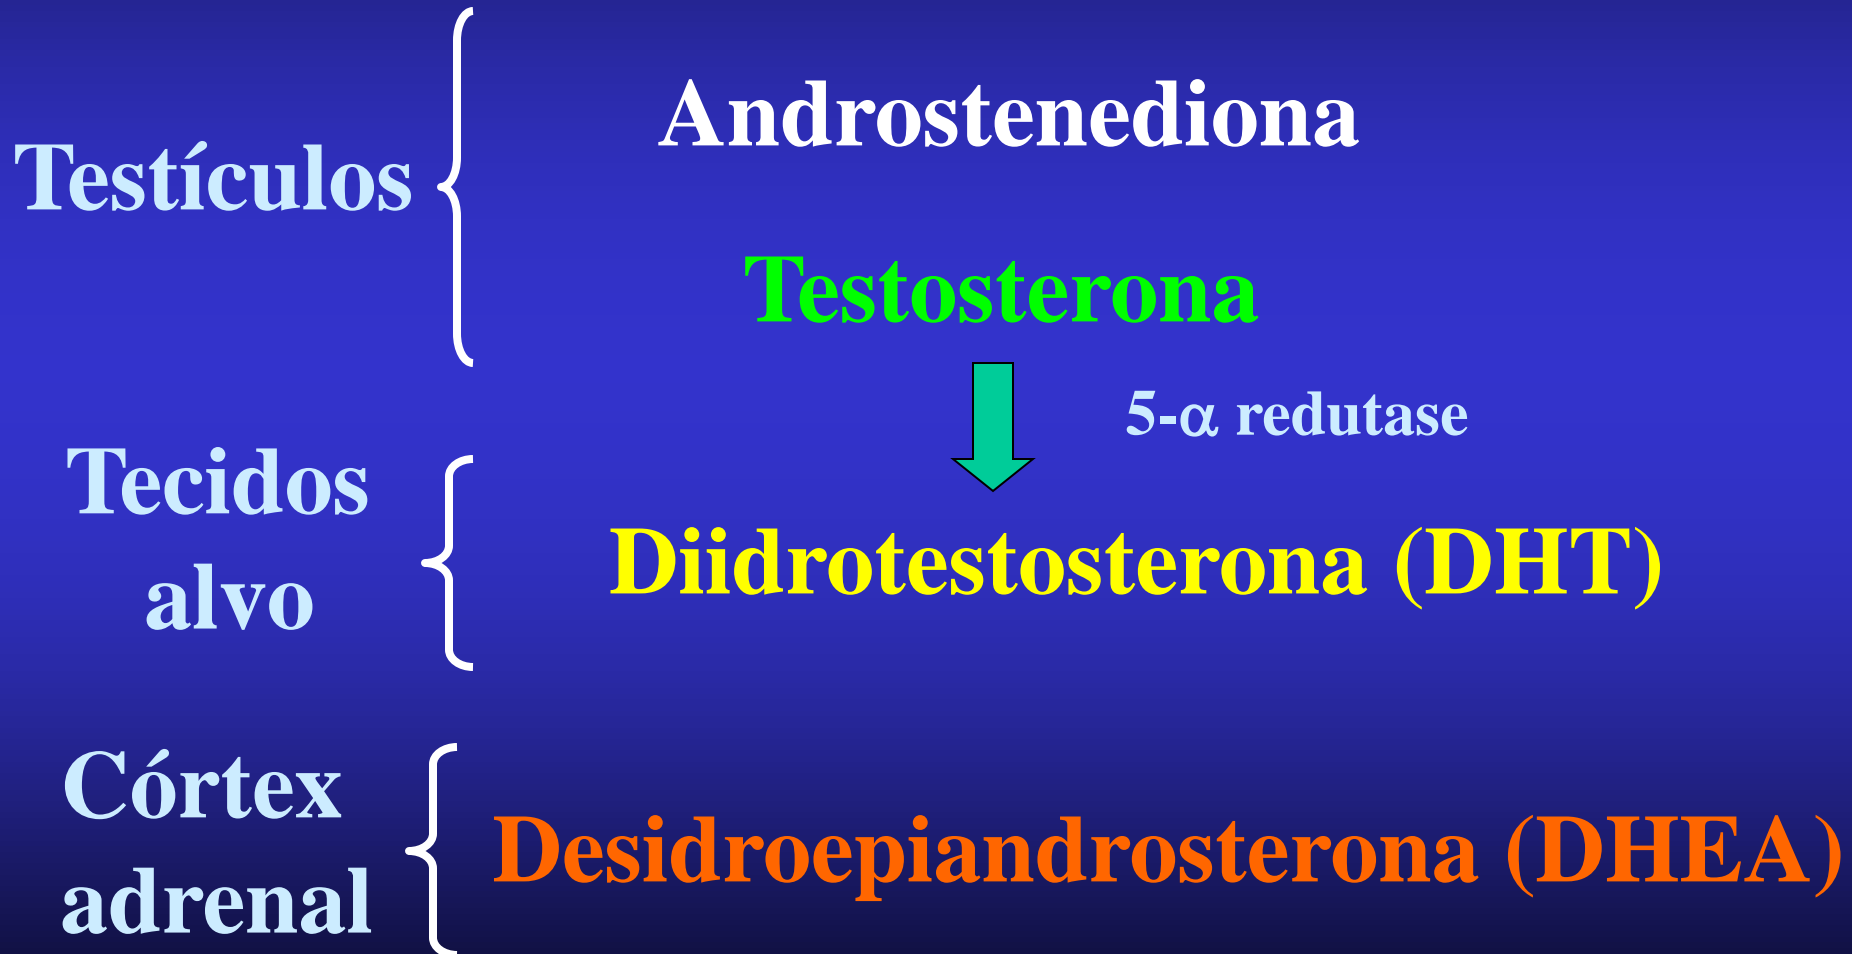 Androstenediona
Testículos
Testosterona
5-α redutase
Tecidos
alvo
Diidrotestosterona (DHT)
Córtex
adrenal
Desidroepiandrosterona (DHEA)